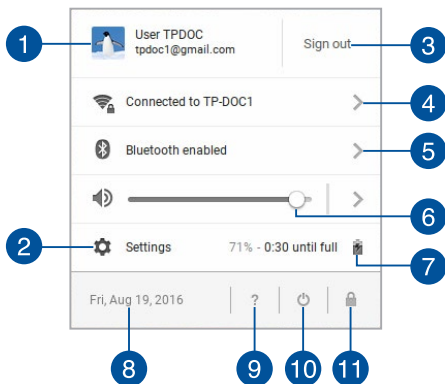 1
User TPDOC
tpdoc1@gmail.com
Sign out
3
Connected to TP-DOC1
4
Bluetooth enabled
5
6
2
Settings
71% - 0:30 until full
7
Fri, Aug 19, 2016
?
8
9
10
11